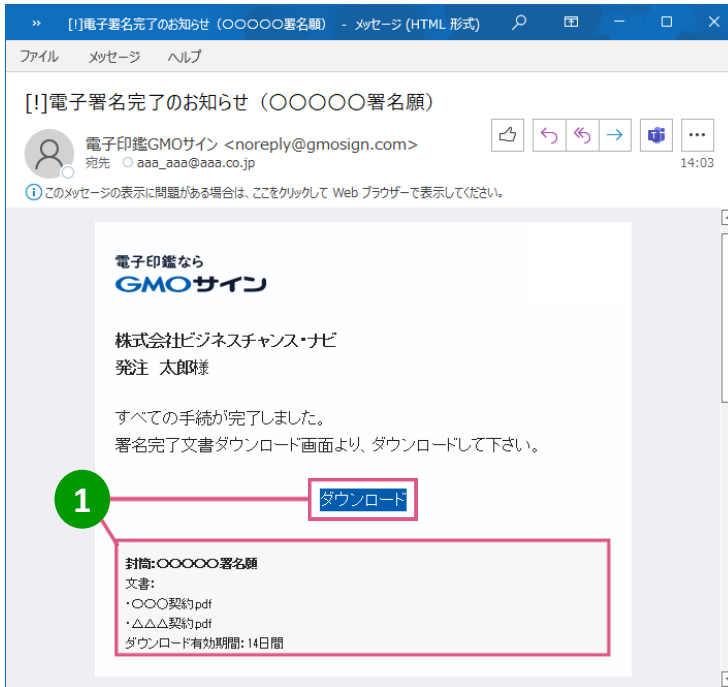 » [!]電子署名完了のお知らせ（○○○○○署名願） - メッセージ (HTML 形式)
ファイル メッセージ ヘルプ
[!]電子署名完了のお知らせ（○○○○○署名願）
電子印鑑GMOサイン <noreply@gmosign.com>
宛先 ○ aaa_aaa@aaa.co.jp
14:03
このメッセージの表示に問題がある場合は、ここをクリックして Web ブラウザーで表示してください。
電子印鑑なら
GMOサイン
株式会社ビジネスチャンス・ナビ
発注 太郎様
すべての手続が完了しました。
署名完了文書ダウンロード画面より、ダウンロードして下さい。
1
ダウンロード
封筒:○○○○○署名願
文書:
・○○○契約.pdf
・△△△契約.pdf
ダウンロード有効期間: 14日間